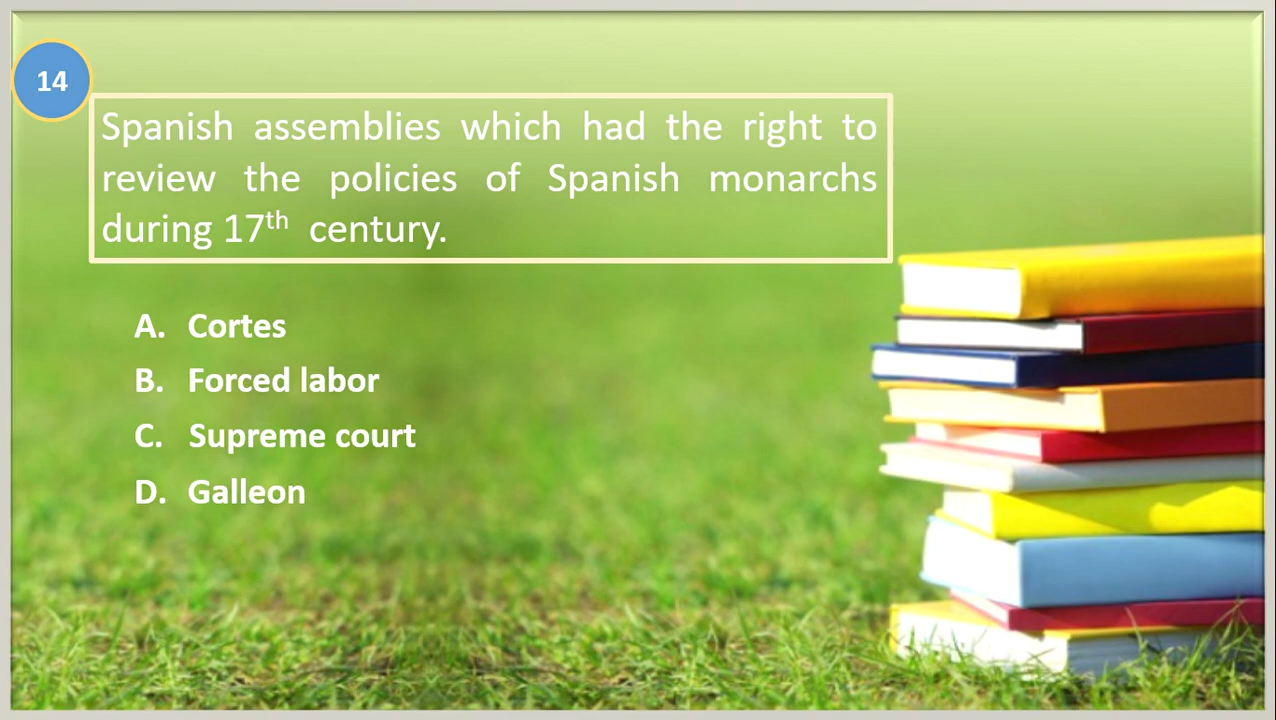 14
Spanish assemblies which had the right to
review the policies of Spanish monarchs
during 17th century.
A. Cortes
B. Forced labor
C. Supreme court
D. Galleon